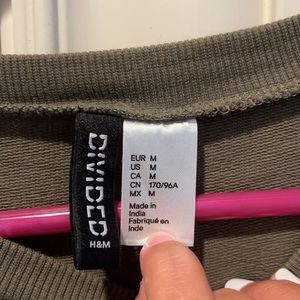 DIVIDED
H&M
EUR M
US M
CA M
CN 170/96A
MX M
Made in
India
Fabriqué en
Inde